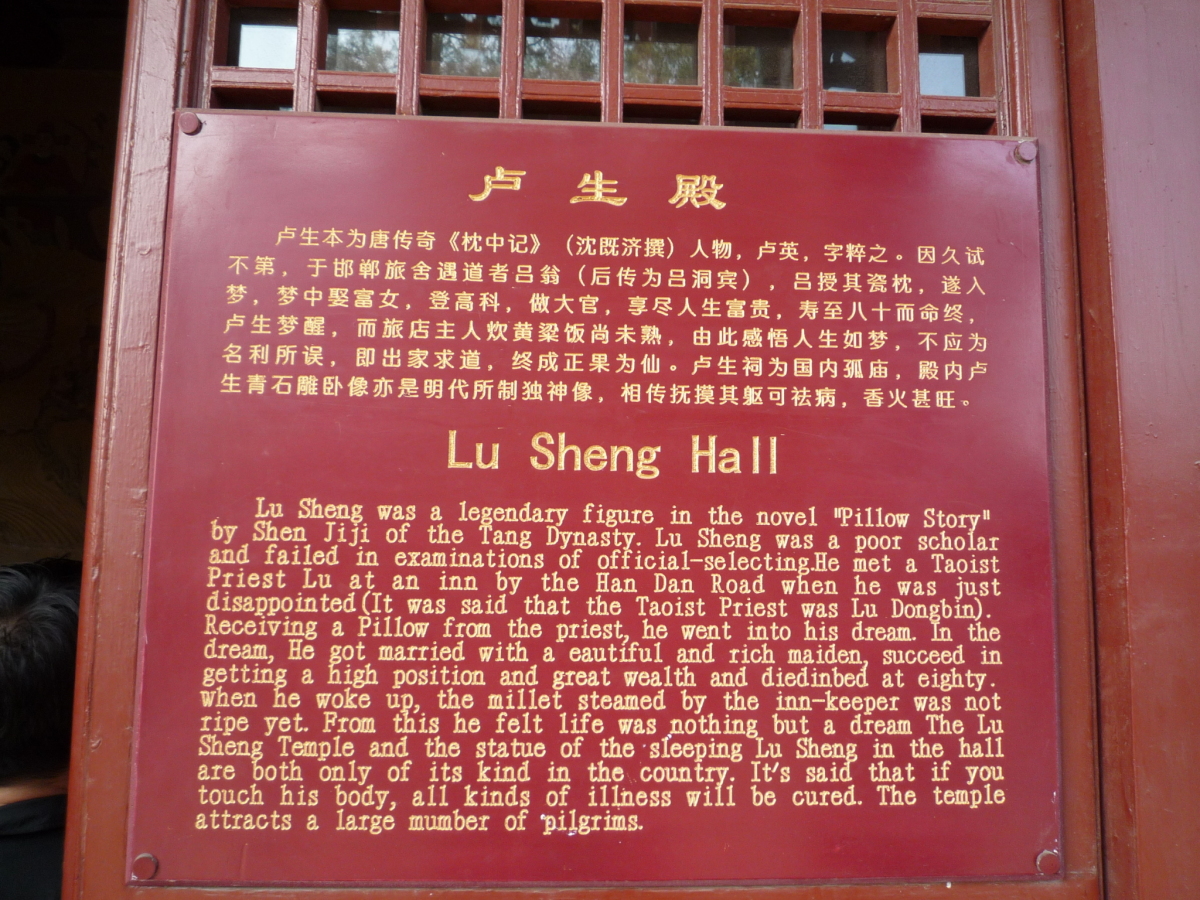 卢生殿
卢生本为唐传奇《枕中记》（沈既济撰）人物，卢英，字粹之。因久试
不第，于邯郸旅舍遇道者吕翁（后传为吕洞宾），吕授其瓷枕，遂入
梦，梦中娶富女，登高科，做大官，享尽人生富贵，寿至八十而命终，
卢生梦醒，而旅店主人炊黄粱饭尚未熟，由此感悟人生如梦，不应为
名利所误，即出家求道，终成正果为仙。卢生祠为国内孤庙，殿内卢
生青石雕卧像亦是明代所制独神像，相传抚摸其躯可祛病，香火甚旺。
Lu Sheng Hall
Lu Sheng was a legendary figure in the novel "Pillow Story"
by Shen Jiji of the Tang Dynasty. Lu Sheng was a poor scholar
and failed in examinations of official-selecting.He met a Taoist
Priest Lu at an inn by the Han Dan Road when he was just
disappointed(It was said that the Taoist Priest was Lu Dongbin).
Receiving a Pillow from the priest, he went into his dream. In the
dream, He got married with a eautiful and rich maiden, succeed in
getting a high position and great wealth and diedinbed at eighty.
when he woke up, the millet steamed by the inn-keeper was not
ripe yet. From this he felt life was nothing but a dream The Lu
Sheng Temple and the statue of the sleeping Lu Sheng in the hall
are both only of its kind in the country. It's said that if you
touch his body, all kinds of illness will be cured. The temple
attracts a large mumber of pilgrims.